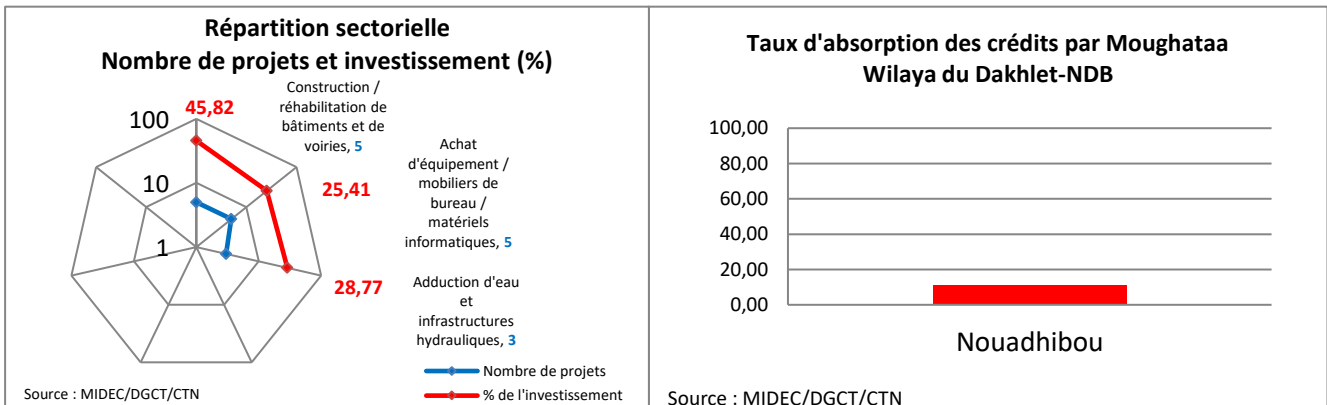 Répartition sectorielle
Nombre de projets et investissement (%)
45,82
Construction /
réhabilitation de
bâtiments et de
voiries, 5
100
10
1
25,41
Achat
d'équipement /
mobiliers de
bureau /
matériels
informatiques, 5
28,77
Adduction d'eau
et
infrastructures
hydrauliques, 3
Nombre de projets
% de l'investissement
Source : MIDEC/DGCT/CTN
Taux d'absorption des crédits par Moughataa
Wilaya du Dakhlet-NDB
100,00
80,00
60,00
40,00
20,00
0,00
Nouadhibou
Source : MIDEC/DGCT/CTN